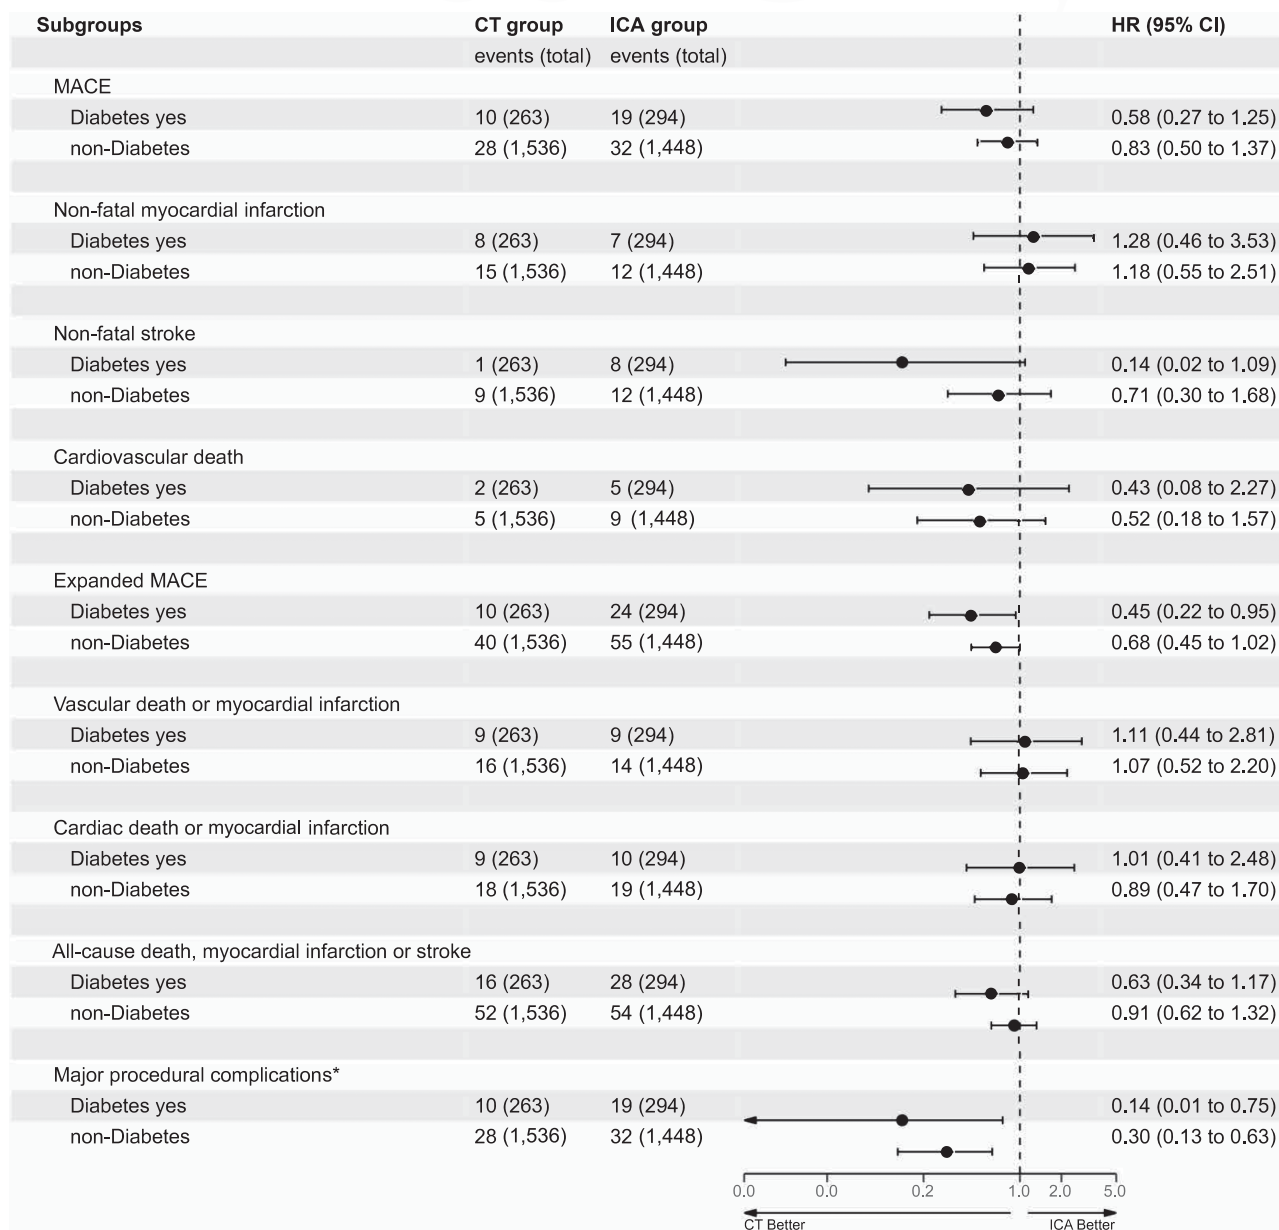 Subgroups CT group ICA group HR (95% CI)
events (total) events (total)
MACE
Diabetes yes 10 (263) 19 (294) 0.58 (0.27 to 1.25)
non-Diabetes 28 (1,536) 32 (1,448) 0.83 (0.50 to 1.37)
Non-fatal myocardial infarction
Diabetes yes 8 (263) 7 (294) 1.28 (0.46 to 3.53)
non-Diabetes 15 (1,536) 12 (1,448) 1.18 (0.55 to 2.51)
Non-fatal stroke
Diabetes yes 1 (263) 8 (294) 0.14 (0.02 to 1.09)
non-Diabetes 9 (1,536) 12 (1,448) 0.71 (0.30 to 1.68)
Cardiovascular death
Diabetes yes 2 (263) 5 (294) 0.43 (0.08 to 2.27)
non-Diabetes 5 (1,536) 9 (1,448) 0.52 (0.18 to 1.57)
Expanded MACE
Diabetes yes 10 (263) 24 (294) 0.45 (0.22 to 0.95)
non-Diabetes 40 (1,536) 55 (1,448) 0.68 (0.45 to 1.02)
Vascular death or myocardial infarction
Diabetes yes 9 (263) 9 (294) 1.11 (0.44 to 2.81)
non-Diabetes 16 (1,536) 14 (1,448) 1.07 (0.52 to 2.20)
Cardiac death or myocardial infarction
Diabetes yes 9 (263) 10 (294) 1.01 (0.41 to 2.48)
non-Diabetes 18 (1,536) 19 (1,448) 0.89 (0.47 to 1.70)
All-cause death, myocardial infarction or stroke
Diabetes yes 16 (263) 28 (294) 0.63 (0.34 to 1.17)
non-Diabetes 52 (1,536) 54 (1,448) 0.91 (0.62 to 1.32)
Major procedural complications*
Diabetes yes 10 (263) 19 (294) 0.14 (0.01 to 0.75)
non-Diabetes 28 (1,536) 32 (1,448) 0.30 (0.13 to 0.63)
0.0 0.0 0.2 1.0 2.0 5.0
CT Better ICA Better